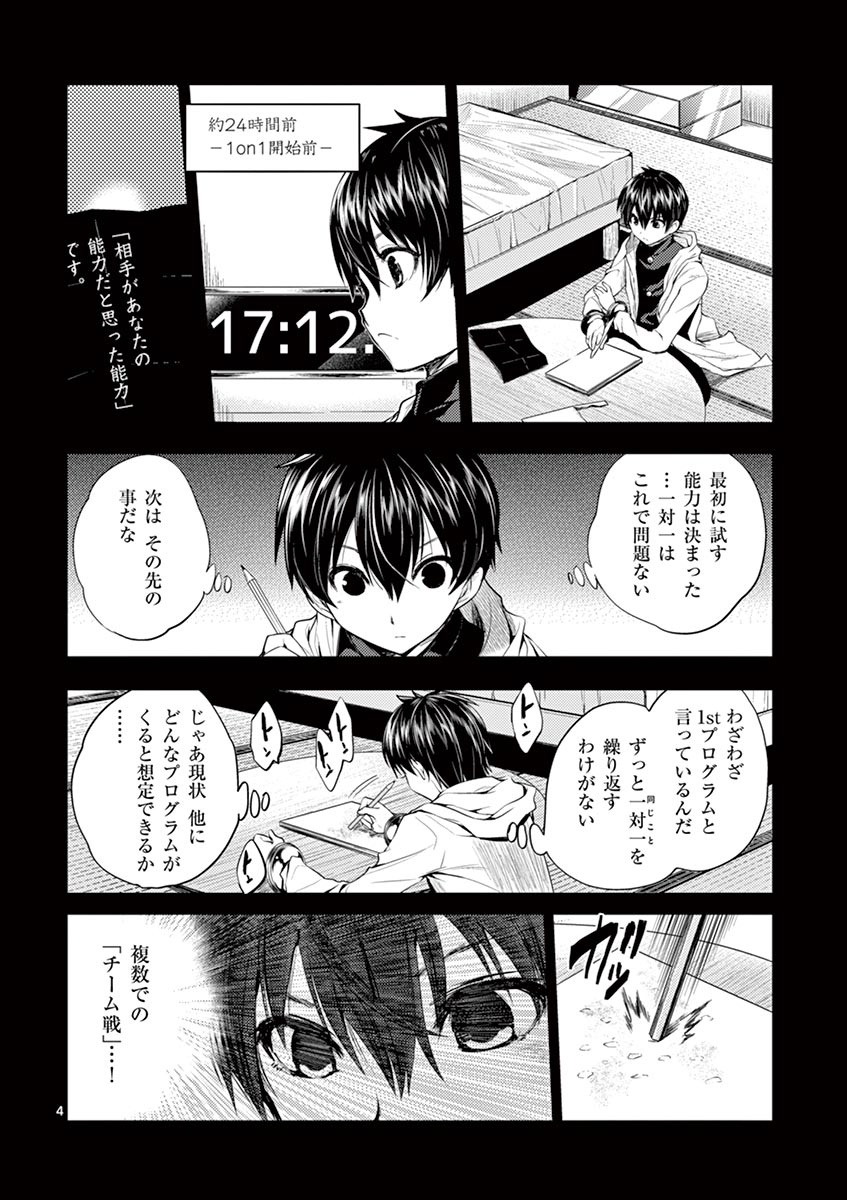 約24時間前
−1on1開始前−
17:12.
「相手があなたの
能力だと思った能力」
です。
最初に試す
能力は決まった
…一対一は
これで問題ない
次は その先の
事だな
わざわざ
1stプログラムと
言っているんだ
ずっと一対一を
同じこと
繰り返す
わけがない
トン
トン
トン
トン
じゃあ現状 他に
どんなプログラムが
くると想定できるか
……
ガッ
複数での
「チーム戦」…!
4